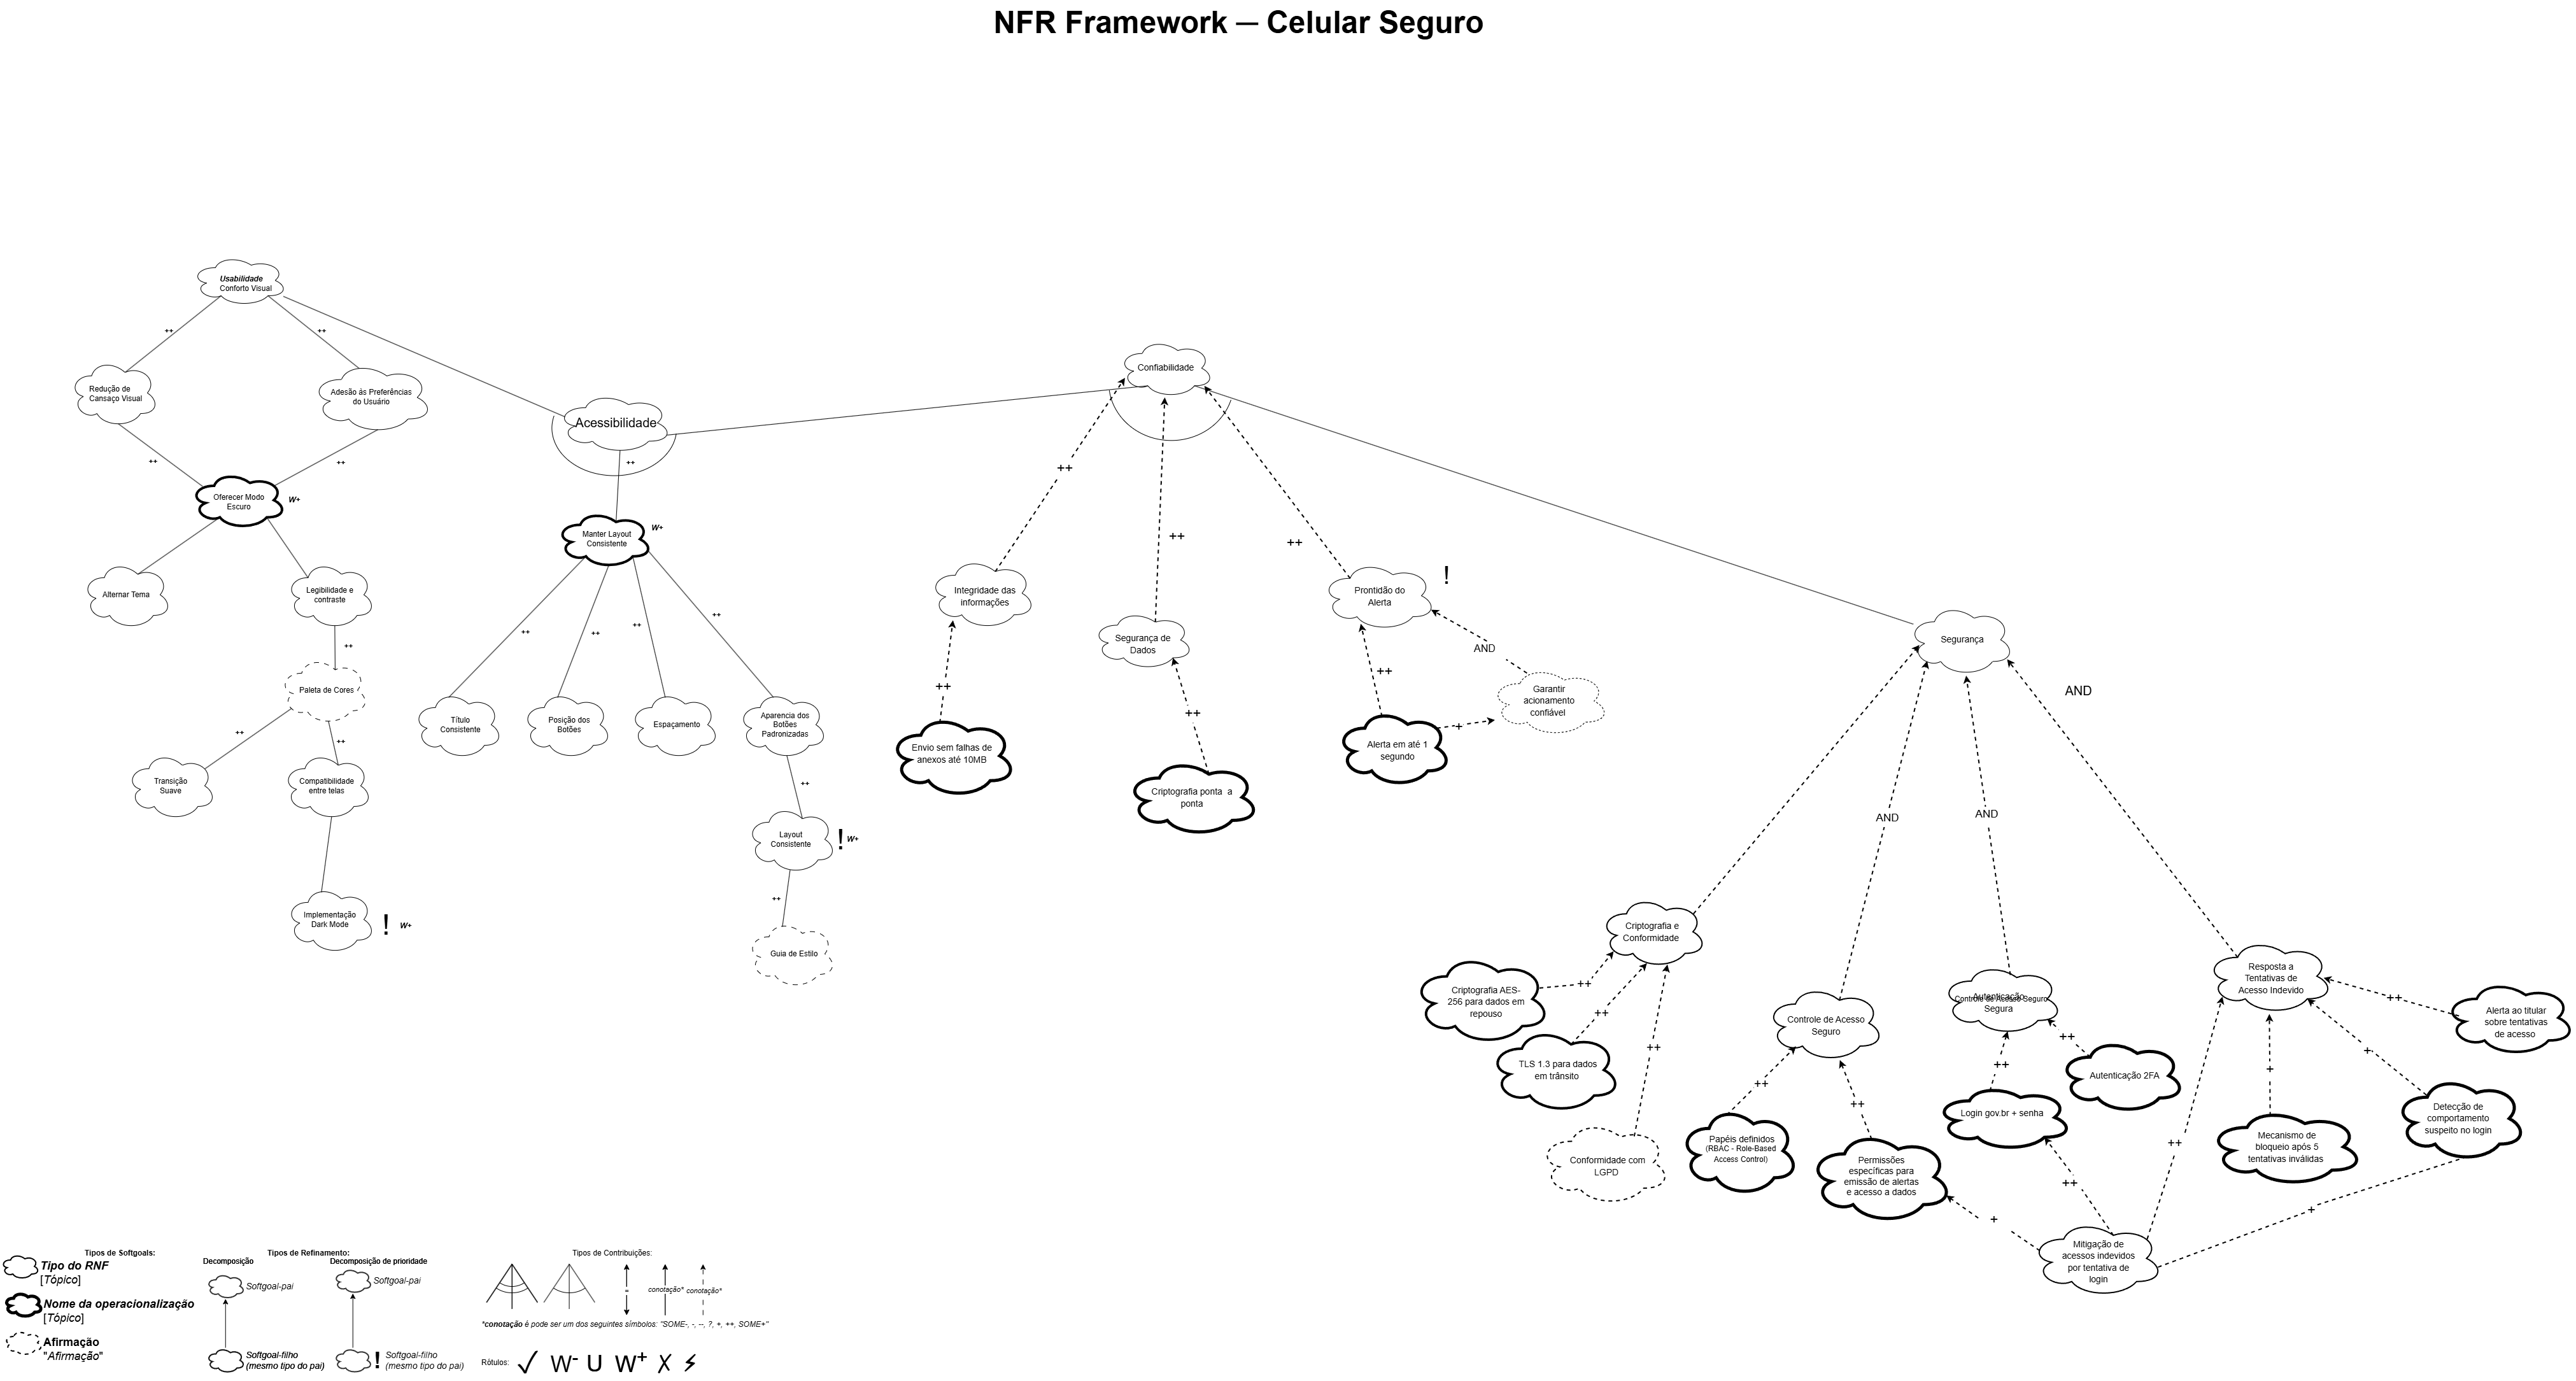 NFR Framework — Celular Seguro
Usabilidade
Conforto Visual
++
++
Redução de
Cansaço Visual
Adesão às Preferências
do Usuário
++
++
Oferecer Modo
Escuro
W+
Alternar Tema
Legibilidade e
contraste
++
Paleta de Cores
++
++
Transição
Suave
Compatibilidade
entre telas
Implementação
Dark Mode
!
W+
Acessibilidade
++
Manter Layout
Consistente
W+
++
++
++
++
Título
Consistente
Posição dos
Botões
Espaçamento
Aparencia dos
Botões
Padronizadas
++
Layout
Consistente
!
W+
++
Guia de Estilo
Confiabilidade
++
++
++
Integridade das
informações
Segurança de
Dados
Prontidão do
Alerta
!
++
++
++
AND
+
Garantir
acionamento
confiável
Envio sem falhas de
anexos até 10MB
Criptografia ponta a
ponta
Alerta em até 1
segundo
Segurança
AND
AND
AND
Criptografia e
Conformidade
Criptografia AES-
256 para dados em
repouso
++
TLS 1.3 para dados
em trânsito
++
++
Conformidade com
LGPD
Controle de Acesso
Seguro
++
++
Papéis definidos
(RBAC - Role-Based
Access Control)
Permissões
específicas para
emissão de alertas
e acesso a dados
Autenticação
Controle de Acesso Seguro
Segura
++
++
Login gov.br + senha
Autenticação 2FA
++
+
Mitigação de
acessos indevidos
por tentativa de
login
++
+
Resposta a
Tentativas de
Acesso Indevido
++
+
+
Alerta ao titular
sobre tentativas
de acesso
Detecção de
comportamento
suspeito no login
Mecanismo de
bloqueio após 5
tentativas inválidas
Tipos de Softgoals:
Tipo do RNF
[Tópico]
Nome da operacionalização
[Tópico]
Afirmação
"Afirmação"
Tipos de Refinamento:
Decomposição
Softgoal-pai
Softgoal-filho
(mesmo tipo do pai)
Decomposição de prioridade
Softgoal-pai
!
Softgoal-filho
(mesmo tipo do pai)
Tipos de Contribuições:
=
conotação*
conotação*
*conotação é pode ser um dos seguintes símbolos: "SOME-, -, --, ?, +, ++, SOME+"
Rótulos: ✓ W- U W+ X ⚡